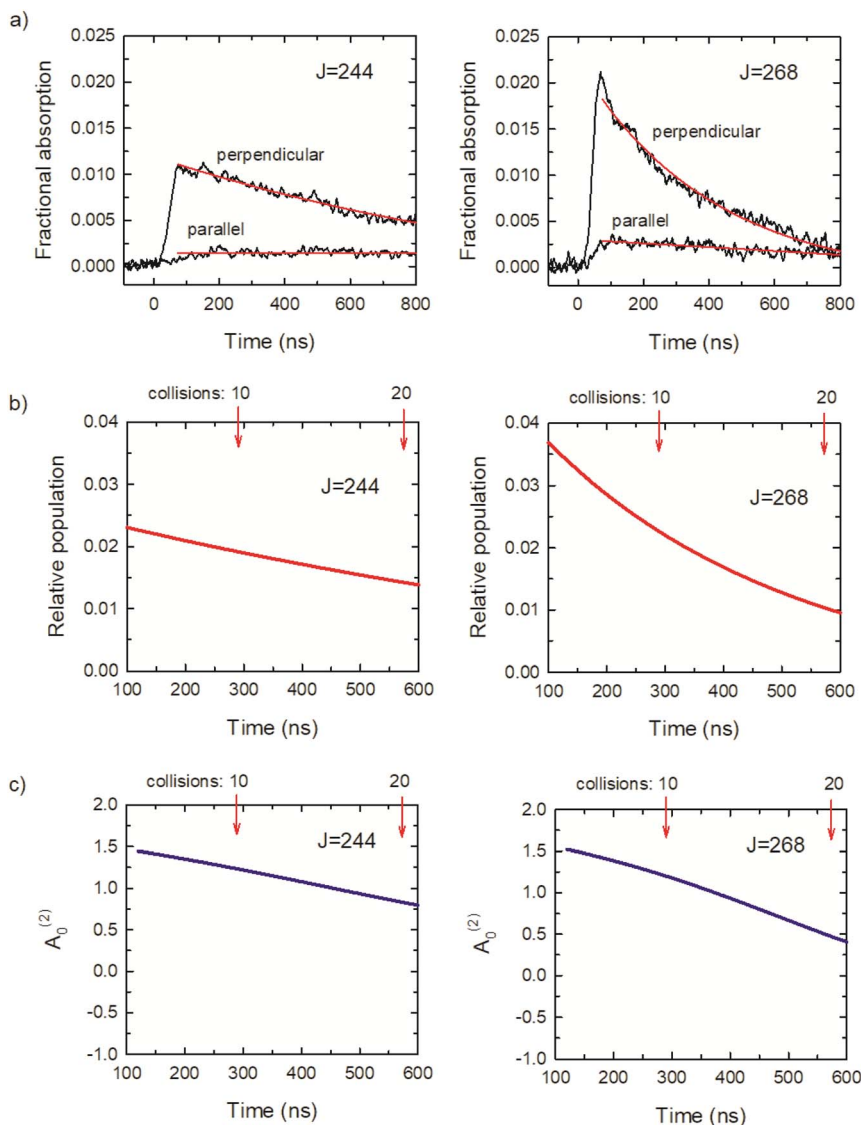 a)
0.025
0.020
0.015
0.010
0.005
0.000
Fractional absorption
J=244
perpendicular
parallel
0 200 400 600 800
Time (ns)
0.025
0.020
0.015
0.010
0.005
0.000
Fractional absorption
J=268
perpendicular
parallel
0 200 400 600 800
Time (ns)
b)
collisions: 10 20
0.04
0.03
0.02
0.01
0.00
Relative population
J=244
100 200 300 400 500 600
Time (ns)
collisions: 10 20
0.04
0.03
0.02
0.01
0.00
Relative population
J=268
100 200 300 400 500 600
Time (ns)
c)
collisions: 10 20
2.0
1.5
1.0
0.5
0.0
-0.5
-1.0
A₀⁽²⁾
J=244
100 200 300 400 500 600
Time (ns)
collisions: 10 20
2.0
1.5
1.0
0.5
0.0
-0.5
-1.0
A₀⁽²⁾
J=268
100 200 300 400 500 600
Time (ns)